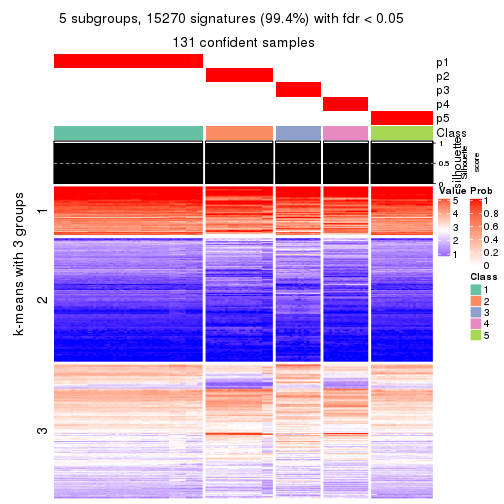 5 subgroups, 15270 signatures (99.4%) with fdr < 0.05
131 confident samples
p1
p2
p3
p4
p5
Class
silhouette
Silhouette
score
1
0.5
0
k-means with 3 groups
1
2
3
Value
5
4
3
2
1
Prob
1
0.8
0.6
0.4
0.2
0
Class
1
2
3
4
5